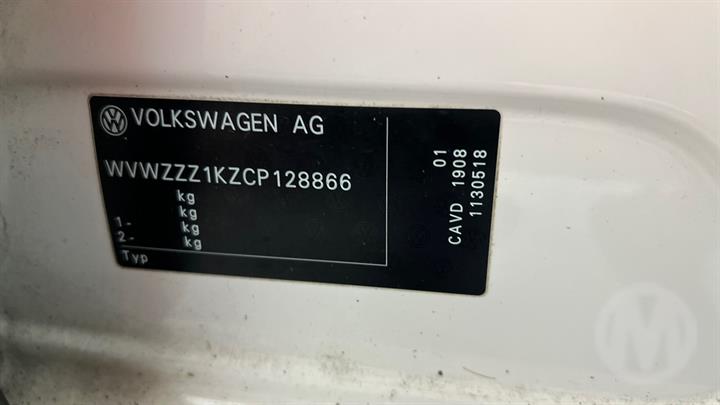 VOLKSWAGEN AG
WVWZZZ1KZCP128866
kg
kg
1- kg
2- kg
Typ
01
CAVD 1908
1130518
M